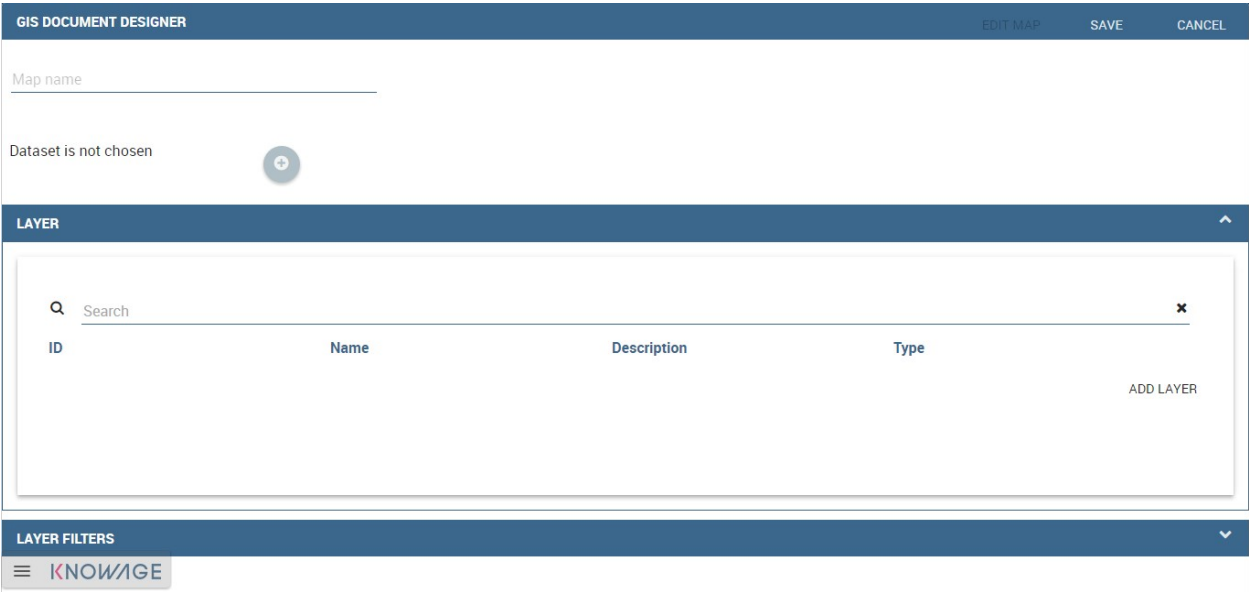 GIS DOCUMENT DESIGNER EDIT MAP SAVE CANCEL
Map name
Dataset is not chosen
LAYER
Search
ID Name Description Type
ADD LAYER
LAYER FILTERS
KNOWAGE